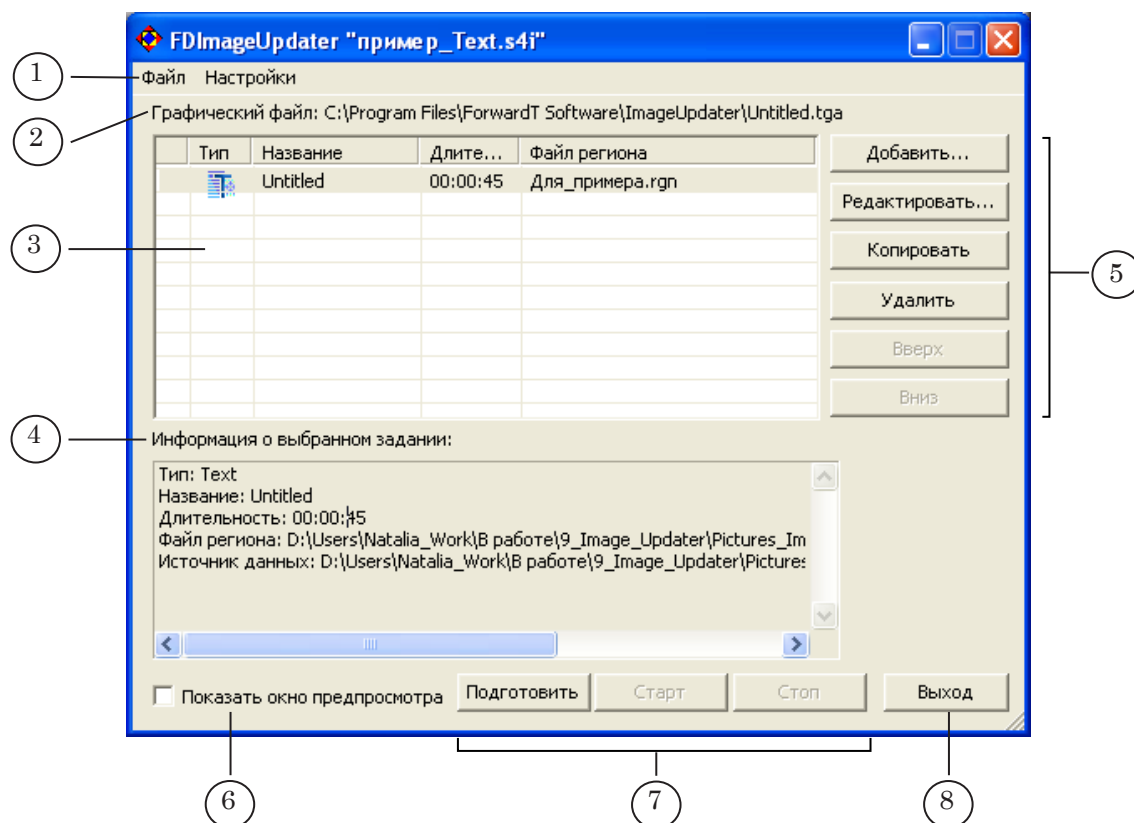 FDImageUpdater "пример_Text.s4i"
1
Файл Настройки
2
Графический файл: C:\Program Files\ForwardT Software\ImageUpdater\Untitled.tga
Тип Название Длите... Файл региона
Untitled 00:00:45 Для_примера.rgn
3
Добавить...
Редактировать...
Копировать
Удалить
Вверх
Вниз
5
4
Информация о выбранном задании:
Тип: Text
Название: Untitled
Длительность: 00:00:45
Файл региона: D:\Users\Natalia_Work\В работе\9_Image_Updater\Pictures_Im
Источник данных: D:\Users\Natalia_Work\В работе\9_Image_Updater\Pictures
Показать окно предпросмотра Подготовить Старт Стоп Выход
6 7 8